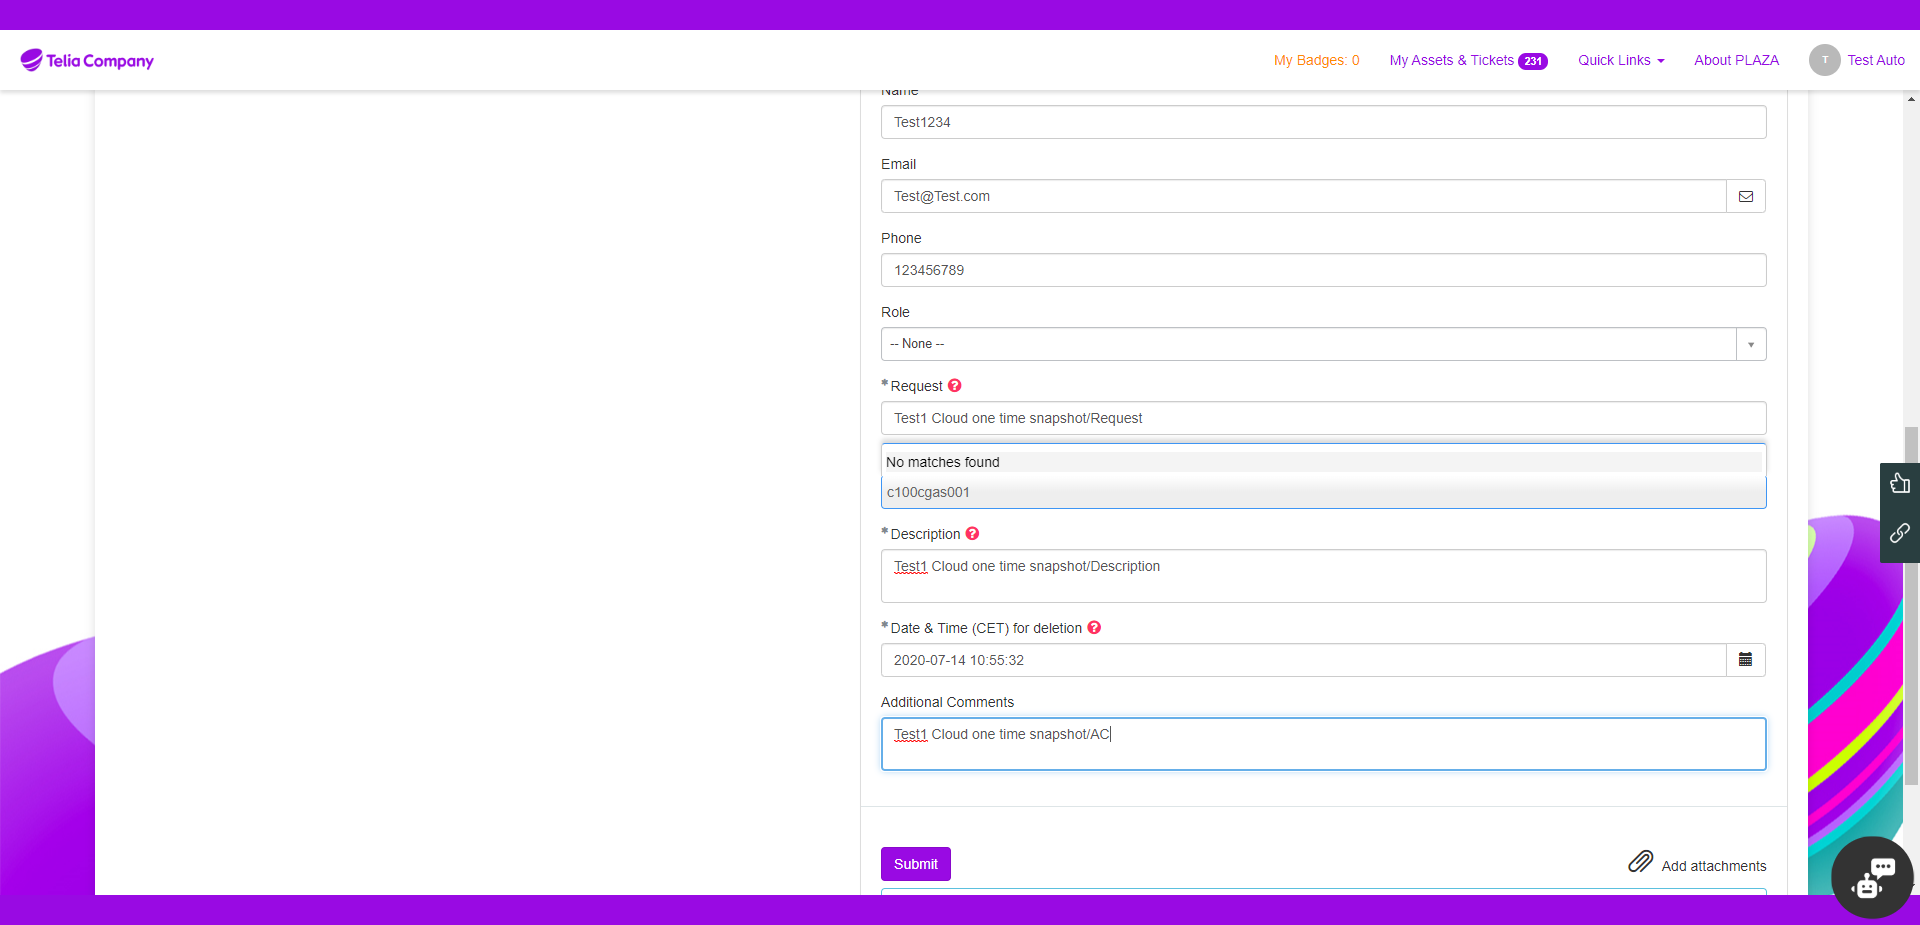 Telia Company
My Badges: 0
My Assets & Tickets 231
Quick Links
About PLAZA
T
Test Auto
Name
Test1234
Email
Test@Test.com
Phone
123456789
Role
-- None --
* Request ?
Test1 Cloud one time snapshot/Request
No matches found
c100cgas001
* Description ?
Test1 Cloud one time snapshot/Description
* Date & Time (CET) for deletion ?
2020-07-14 10:55:32
Additional Comments
Test1 Cloud one time snapshot/AC
Submit
Add attachments